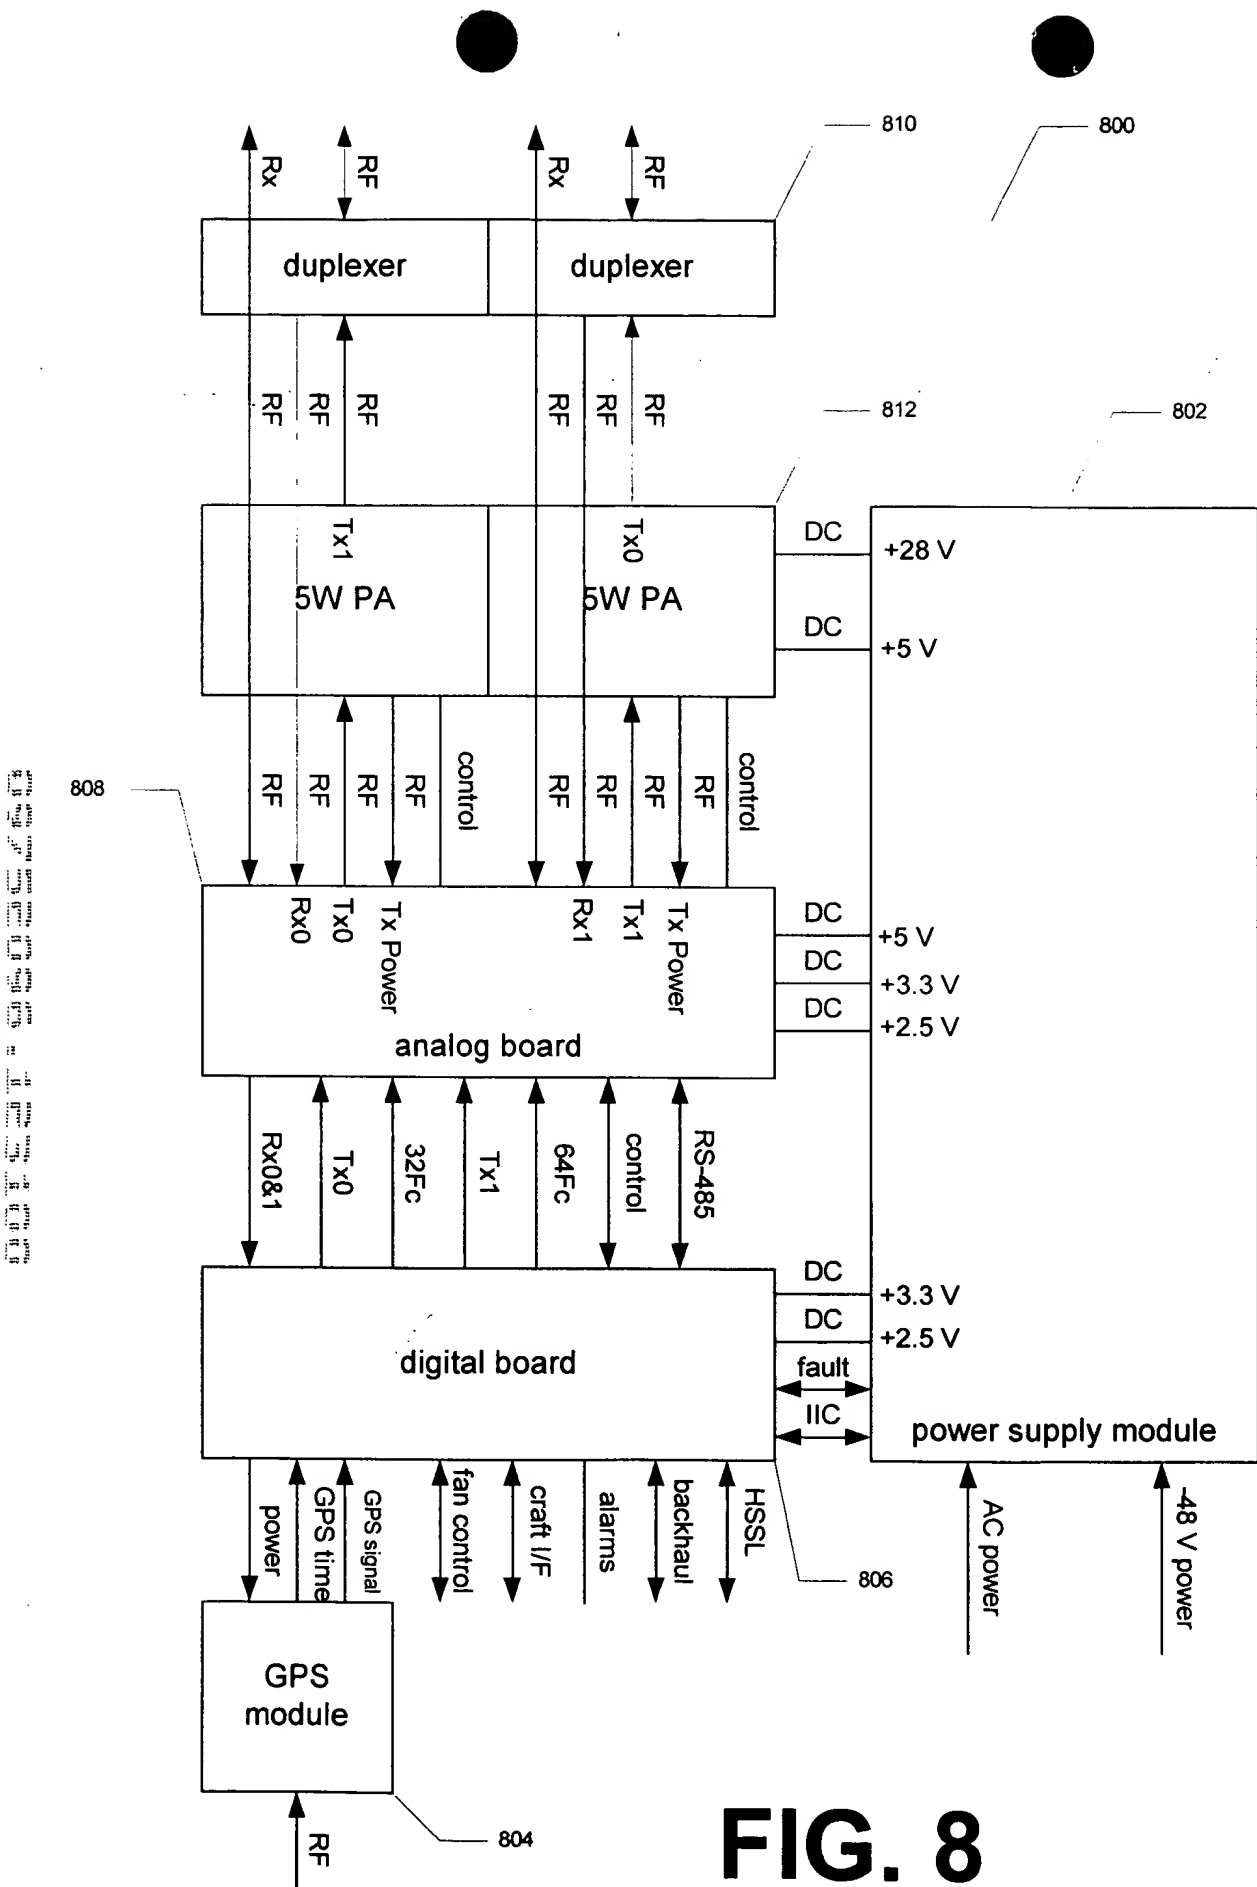 810
800
Rx
RF
Rx
RF
duplexer
duplexer
RF
RF
RF
RF
RF
RF
812
802
Tx1
5W PA
Tx0
5W PA
DC
+28 V
DC
+5 V
808
RF
RF
RF
RF
control
RF
RF
RF
RF
control
Rx0
Tx0
Tx Power
Rx1
Tx1
Tx Power
analog board
DC
+5 V
DC
+3.3 V
DC
+2.5 V
09752096.123100
Rx0&1
Tx0
32Fc
Tx1
64Fc
control
RS-485
digital board
DC
+3.3 V
DC
+2.5 V
fault
IIC
power supply module
power
GPS time
GPS signal
fan control
craft I/F
alarms
backhaul
HSSL
806
AC power
-48 V power
GPS
module
804
RF
FIG. 8